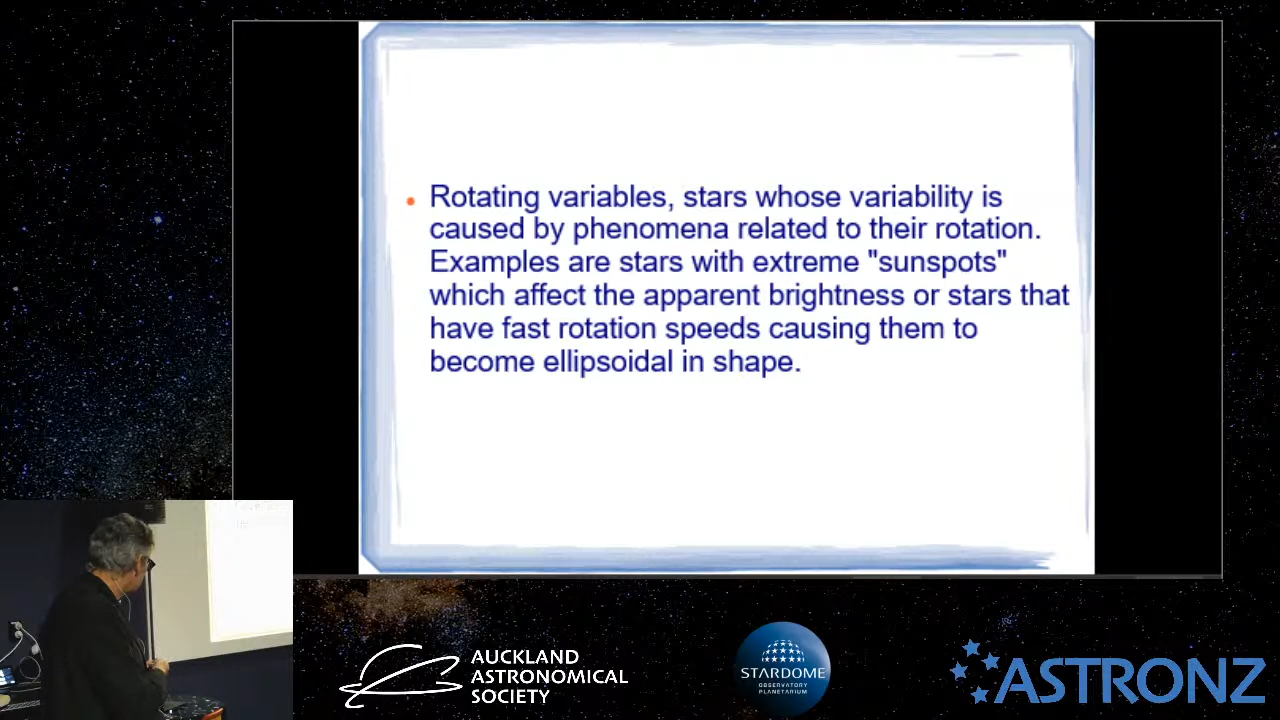 Rotating variables, stars whose variability is
caused by phenomena related to their rotation.
Examples are stars with extreme "sunspots"
which affect the apparent brightness or stars that
have fast rotation speeds causing them to
become ellipsoidal in shape.
AUCKLAND
ASTRONOMICAL
SOCIETY
STARDOME
OBSERVATORY
PLANETARIUM
ASTRONZ